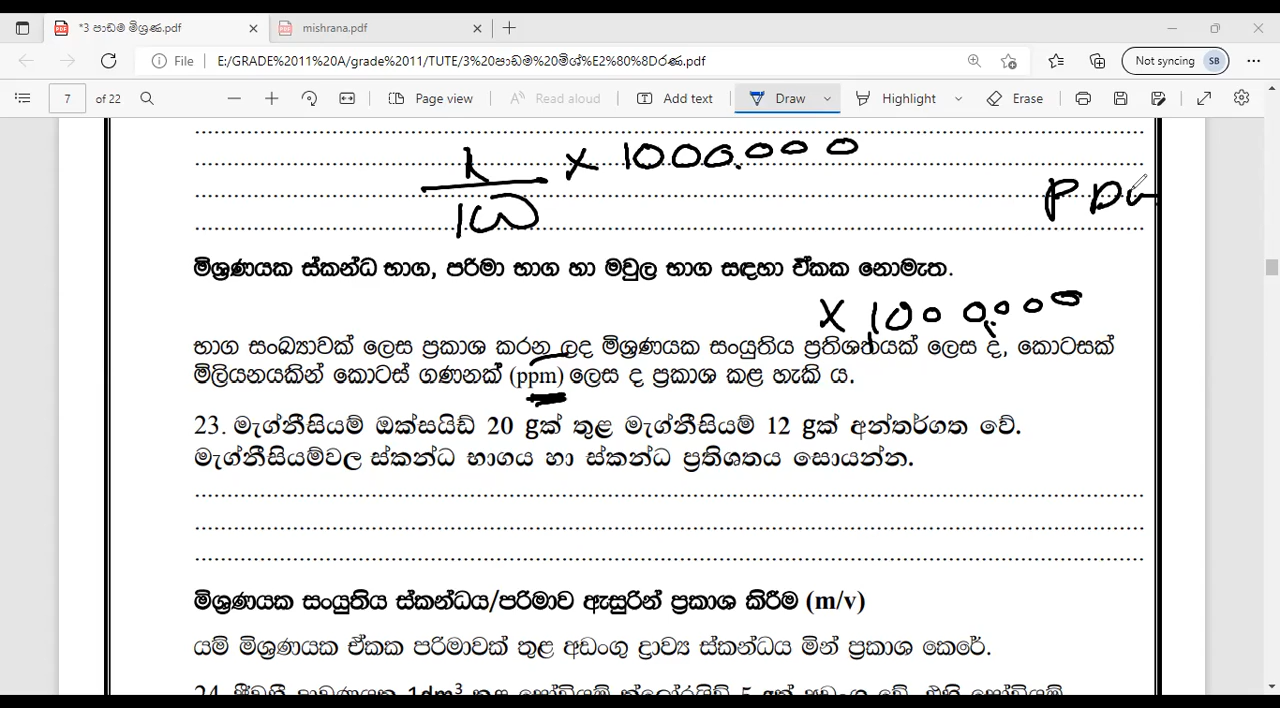 *3 පාඩම මිශ්‍රණ.pdf
mishrana.pdf
File E:/GRADE%2011%20A/grade%2011/TUTE/3%20පාඩම%20මිශ්%E2%80%8Dරණ.pdf
Not syncing SB
7 of 22 Page view Read aloud Add text Draw Highlight Erase
1 × 1000.000
100
මිශ්‍රණයක ස්කන්ධ භාග, පරිමා භාග හා මවුල භාග සඳහා ඒකක නොමැත.
× 1000.000
භාග සංඛ්‍යාවක් ලෙස ප්‍රකාශ කරන ලද මිශ්‍රණයක සංයුතිය ප්‍රතිශතයක් ලෙස ද, කොටසක්
මිලියනයකින් කොටස් ගණනක් (ppm) ලෙස ද ප්‍රකාශ කළ හැකි ය.
23. මැග්නීසියම් ඔක්සයිඩ් 20 gක් තුළ මැග්නීසියම් 12 gක් අන්තර්ගත වේ.
මැග්නීසියම්වල ස්කන්ධ භාගය හා ස්කන්ධ ප්‍රතිශතය සොයන්න.
මිශ්‍රණයක සංයුතිය ස්කන්ධය/පරිමාව ඇසුරින් ප්‍රකාශ කිරීම (m/v)
යම් මිශ්‍රණයක ඒකක පරිමාවක් තුළ අඩංගු ද්‍රාව්‍ය ස්කන්ධය මින් ප්‍රකාශ කෙරේ.